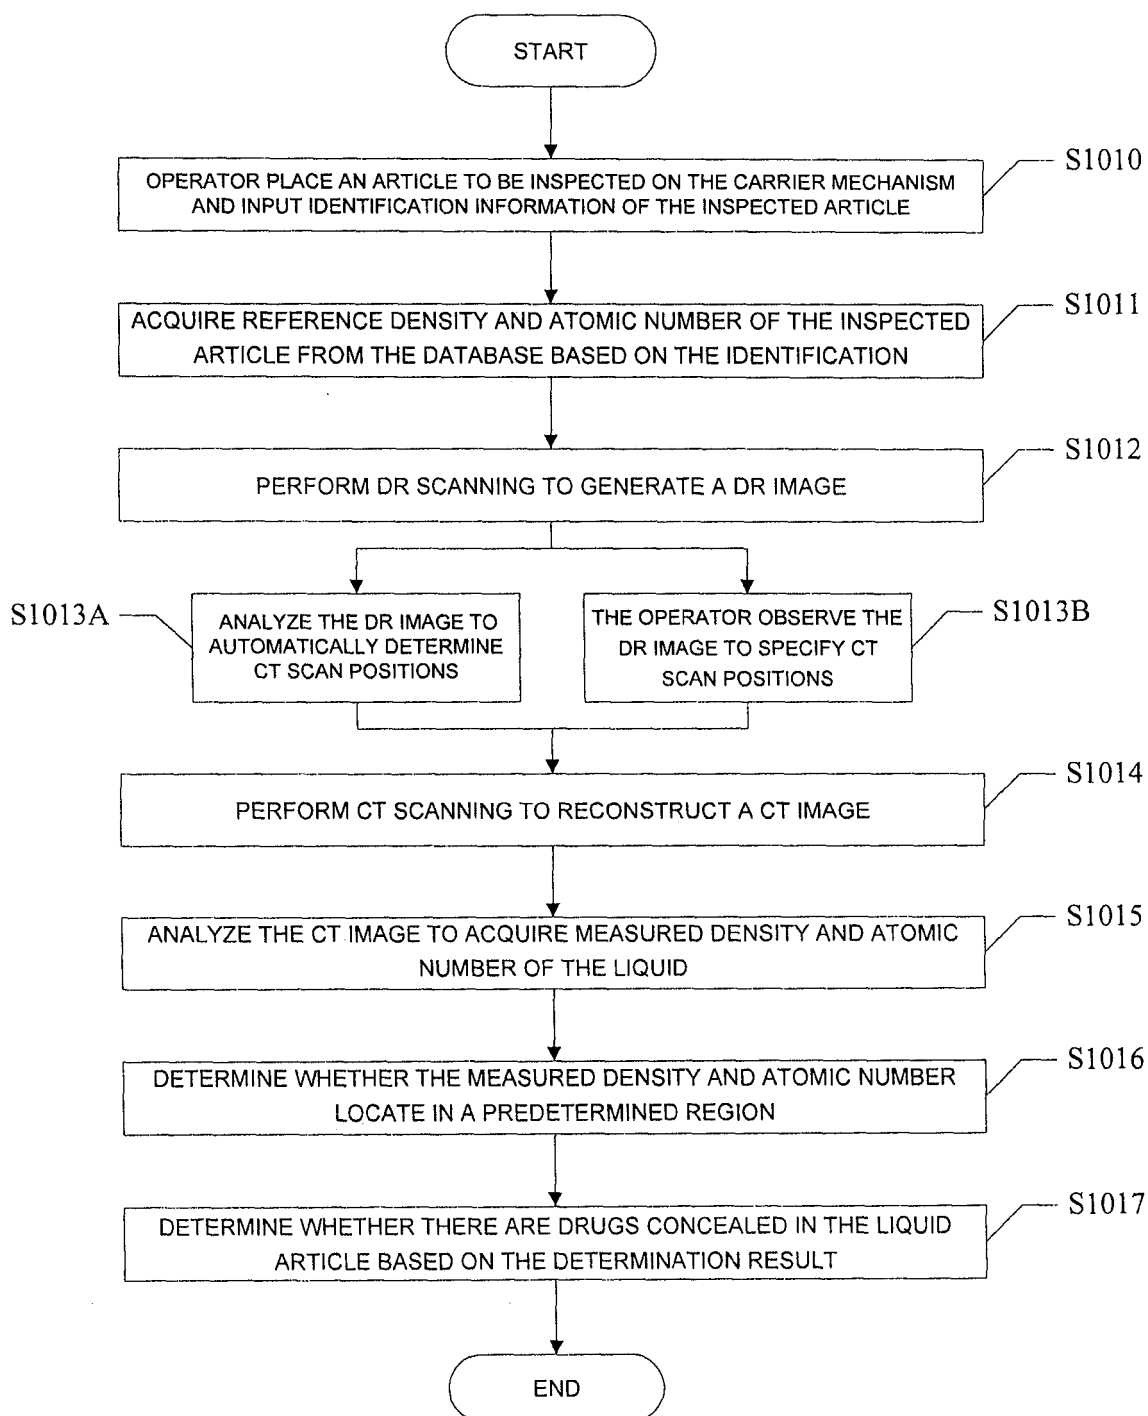 START
S1010
OPERATOR PLACE AN ARTICLE TO BE INSPECTED ON THE CARRIER MECHANISM
AND INPUT IDENTIFICATION INFORMATION OF THE INSPECTED ARTICLE
S1011
ACQUIRE REFERENCE DENSITY AND ATOMIC NUMBER OF THE INSPECTED
ARTICLE FROM THE DATABASE BASED ON THE IDENTIFICATION
S1012
PERFORM DR SCANNING TO GENERATE A DR IMAGE
S1013A
ANALYZE THE DR IMAGE TO
AUTOMATICALLY DETERMINE
CT SCAN POSITIONS
THE OPERATOR OBSERVE THE
DR IMAGE TO SPECIFY CT
SCAN POSITIONS
S1013B
S1014
PERFORM CT SCANNING TO RECONSTRUCT A CT IMAGE
S1015
ANALYZE THE CT IMAGE TO ACQUIRE MEASURED DENSITY AND ATOMIC
NUMBER OF THE LIQUID
S1016
DETERMINE WHETHER THE MEASURED DENSITY AND ATOMIC NUMBER
LOCATE IN A PREDETERMINED REGION
S1017
DETERMINE WHETHER THERE ARE DRUGS CONCEALED IN THE LIQUID
ARTICLE BASED ON THE DETERMINATION RESULT
END